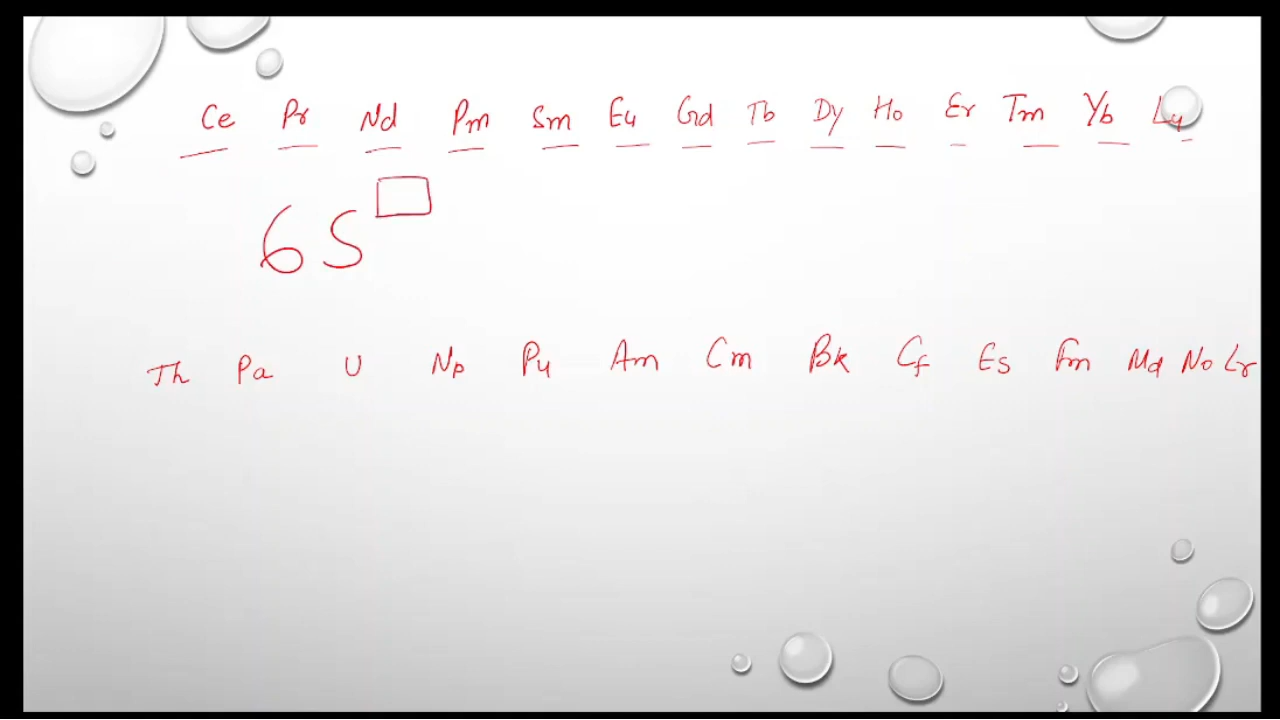 Ce Pr Nd Pm Sm Eu Gd Tb Dy Ho Er Tm Yb Lu
6s
Th Pa U Np Pu Am Cm Bk Cf Es Fm Md No Lr